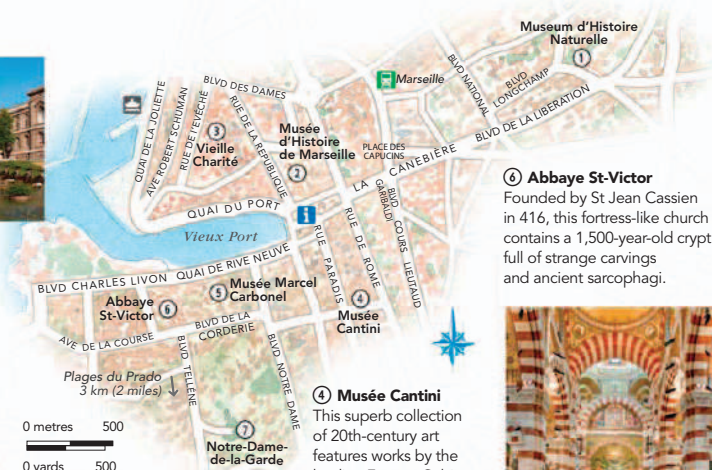 Museum d'Histoire
Naturelle
①
Marseille
BLVD NATIONAL
BLVD
LONGCHAMP
BLVD DE LA LIBERATION
BLVD DES DAMES
QUAI DE LA JOLIETTE
AVE ROBERT SCHUMAN
RUE DE L'EVÊCHÉ
③
Vieille
Charité
RUE DE LA REPUBLIQUE
Musée
d'Histoire
de Marseille
②
PLACE DES
CAPUCINS
LA CANEBIÈRE
QUAI DU PORT
i
Vieux Port
GARIBALDI
BLVD
COURS LIEUTAUD
RUE DE ROME
RUE PARADIS
BLVD CHARLES LIVON
QUAI DE RIVE NEUVE
Abbaye
St-Victor
⑥
⑤
Musée Marcel
Carbonel
④
Musée
Cantini
BLVD DE LA
CORDERIE
AVE DE LA COURSE
BLVD TELLÈNE
BLVD NOTRE DAME
Plages du Prado
3 km (2 miles)
⑦
Notre-Dame-
de-la-Garde
0 metres 500
0 yards 500
⑥ Abbaye St-Victor
Founded by St Jean Cassien
in 416, this fortress-like church
contains a 1,500-year-old crypt
full of strange carvings
and ancient sarcophagi.
④ Musée Cantini
This superb collection
of 20th-century art
features works by the